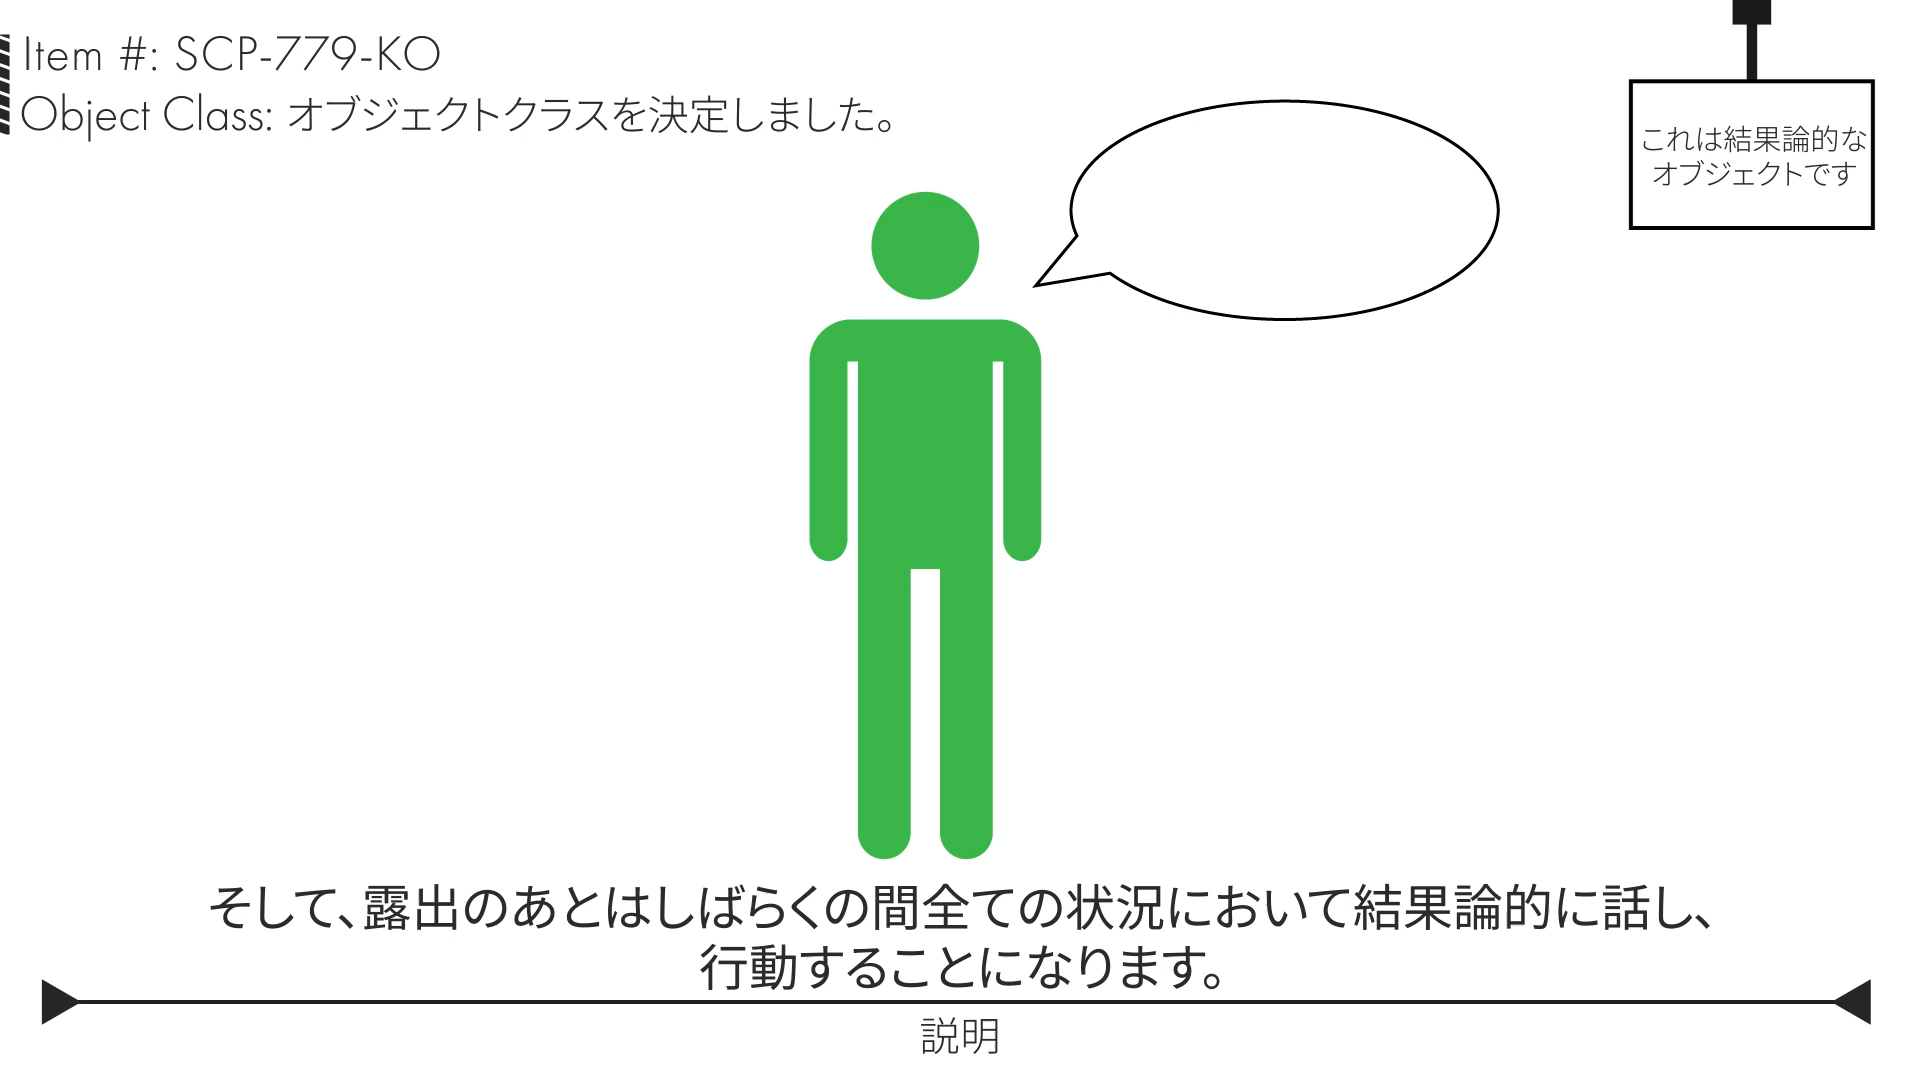 Item #: SCP-779-KO
Object Class: オブジェクトクラスを決定しました。
これは結果論的な
オブジェクトです
そして、露出のあとはしばらくの間全ての状況において結果論的に話し、
行動することになります。
説明